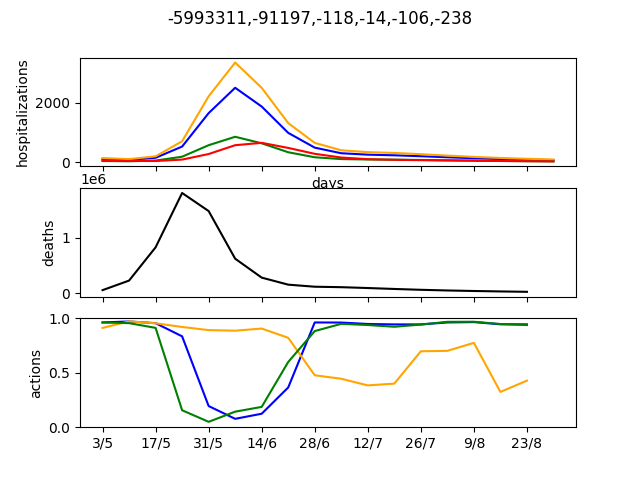 -5993311,-91197,-118,-14,-106,-238
hospitalizations
2000
0
days
1e6
deaths
1
0
actions
1.0
0.5
0.0
3/5 17/5 31/5 14/6 28/6 12/7 26/7 9/8 23/8